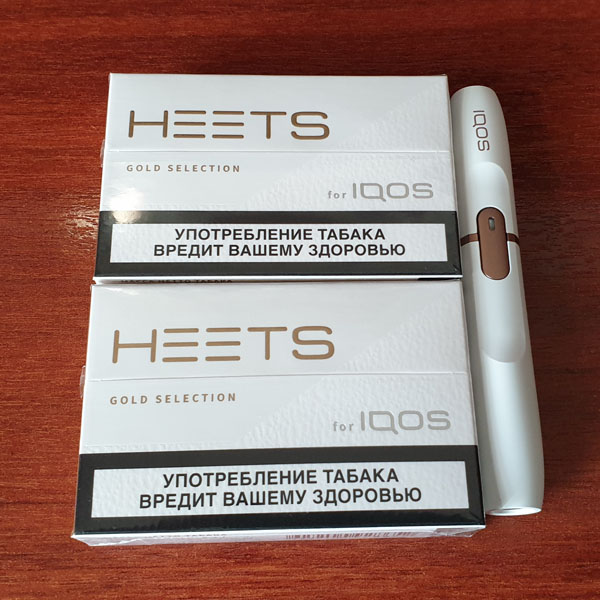 HEETS
GOLD SELECTION
for IQOS
УПОТРЕБЛЕНИЕ ТАБАКА
ВРЕДИТ ВАШЕМУ ЗДОРОВЬЮ
IQOS
HEETS
GOLD SELECTION
for IQOS
УПОТРЕБЛЕНИЕ ТАБАКА
ВРЕДИТ ВАШЕМУ ЗДОРОВЬЮ